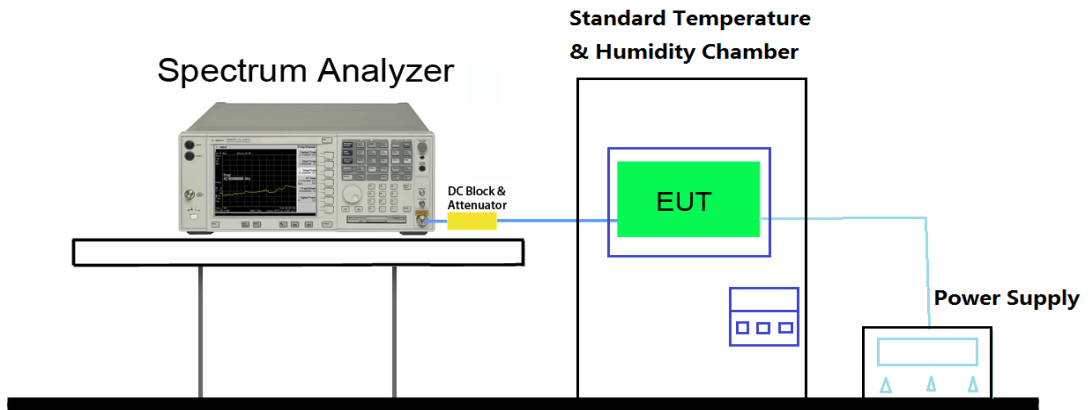 Standard Temperature
& Humidity Chamber
Spectrum Analyzer
DC Block &
Attenuator
EUT
Power Supply